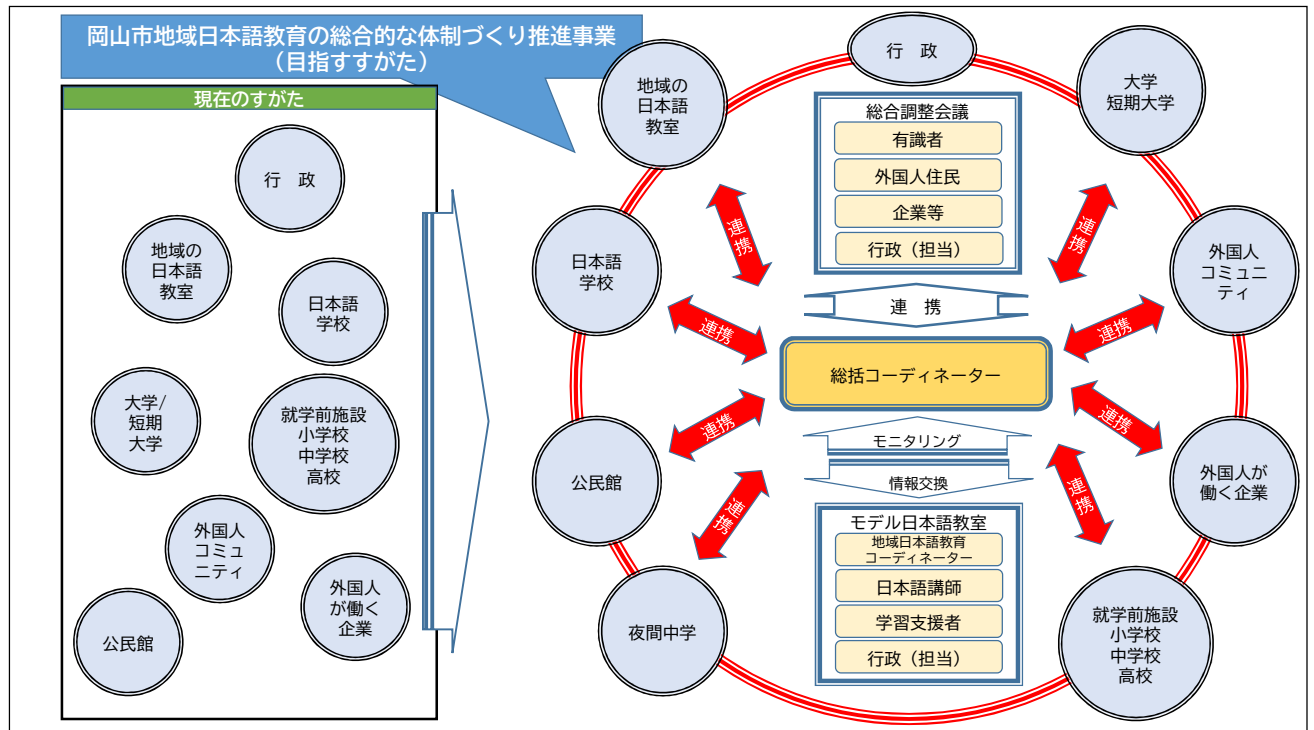 岡山市地域日本語教育の総合的な体制づくり推進事業
（目指すすがた）
現在のすがた
行　政
地域の
日本語
教室
日本語
学校
大学/
短期
大学
就学前施設
小学校
中学校
高校
外国人
コミュ
ニティ
外国人
が働く
企業
公民館
行　政
地域の
日本語
教室
大学
短期大学
日本語
学校
外国人
コミュニ
ティ
公民館
外国人が
働く企業
夜間中学
就学前施設
小学校
中学校
高校
総合調整会議
有識者
外国人住民
企業等
行政（担当）
連　携
総括コーディネーター
モニタリング
情報交換
モデル日本語教室
地域日本語教育
コーディネーター
日本語講師
学習支援者
行政（担当）
連携
連携
連携
連携
連携
連携
連携
連携